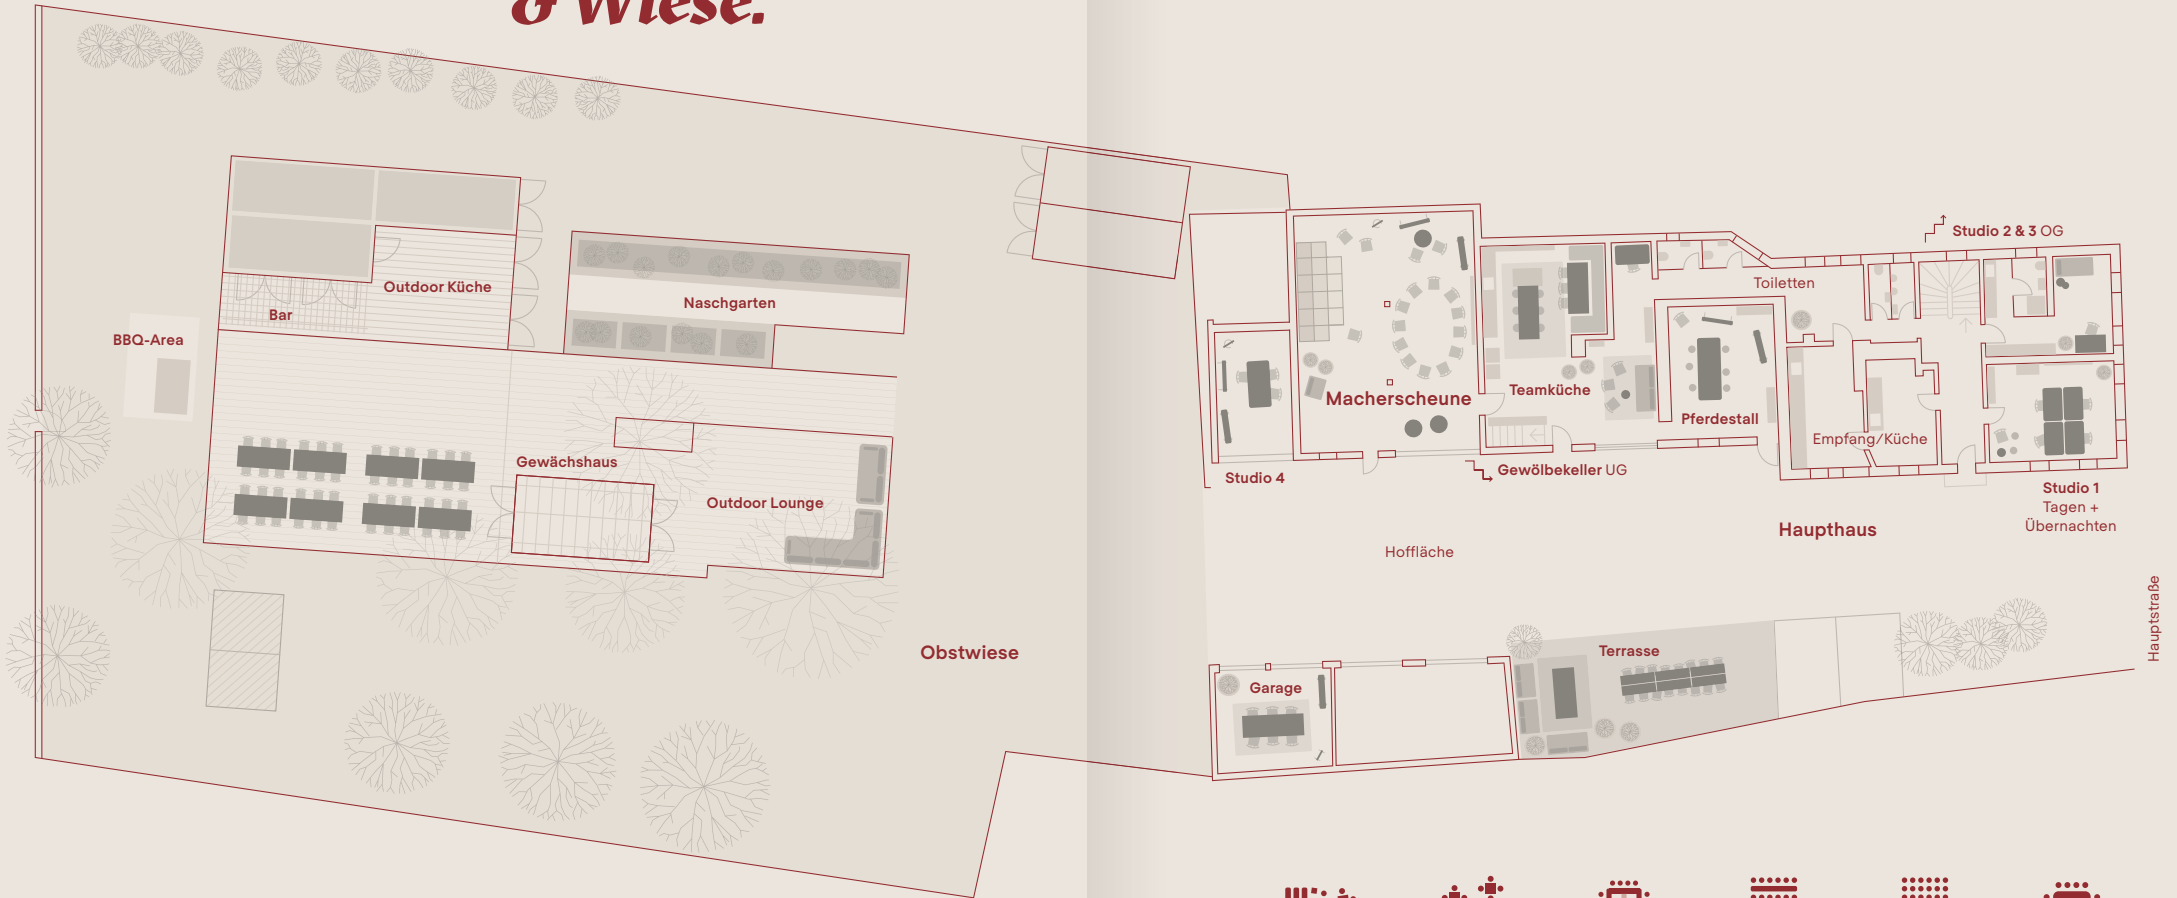 & Wiese.
Outdoor Küche
Bar
BBQ-Area
Naschgarten
Gewächshaus
Outdoor Lounge
Obstwiese
Studio 2 & 3 OG
Toiletten
Macherscheune
Teamküche
Pferdestall
Empfang/Küche
Studio 4
Gewölbekeller UG
Studio 1
Tagen +
Übernachten
Haupthaus
Hoffläche
Hauptstraße
Terrasse
Garage